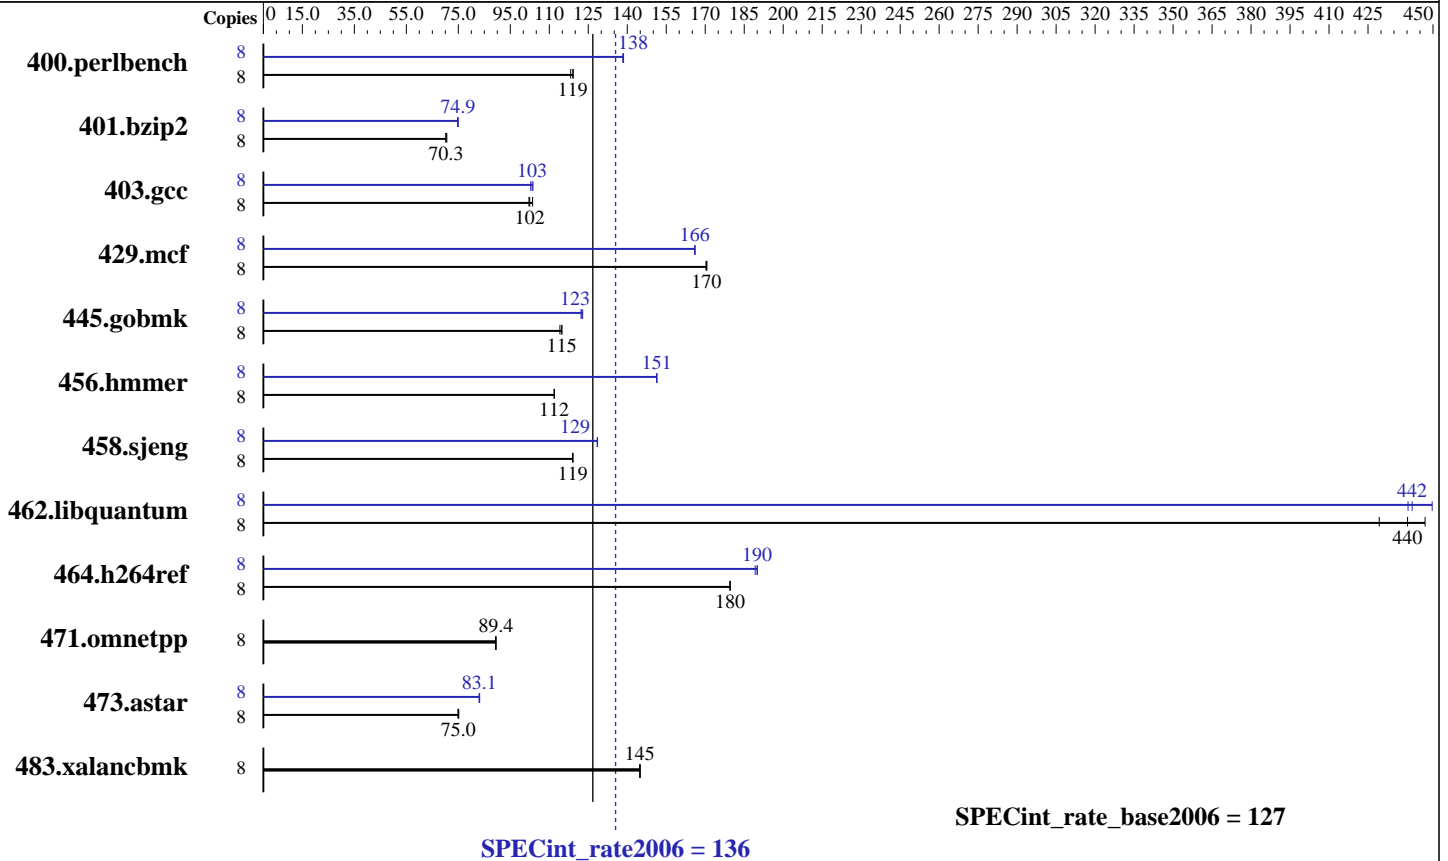 Copies 0 15.0 35.0 55.0 75.0 95.0 110 125 140 155 170 185 200 215 230 245 260 275 290 305 320 335 350 365 380 395 410 425 450
400.perlbench 8 138
8 119
401.bzip2 8 74.9
8 70.3
403.gcc 8 103
8 102
429.mcf 8 166
8 170
445.gobmk 8 123
8 115
456.hmmer 8 151
8 112
458.sjeng 8 129
8 119
462.libquantum 8 442
8 440
464.h264ref 8 190
8 180
471.omnetpp 8 89.4
473.astar 8 83.1
8 75.0
483.xalancbmk 8 145
SPECint_rate_base2006 = 127
SPECint_rate2006 = 136